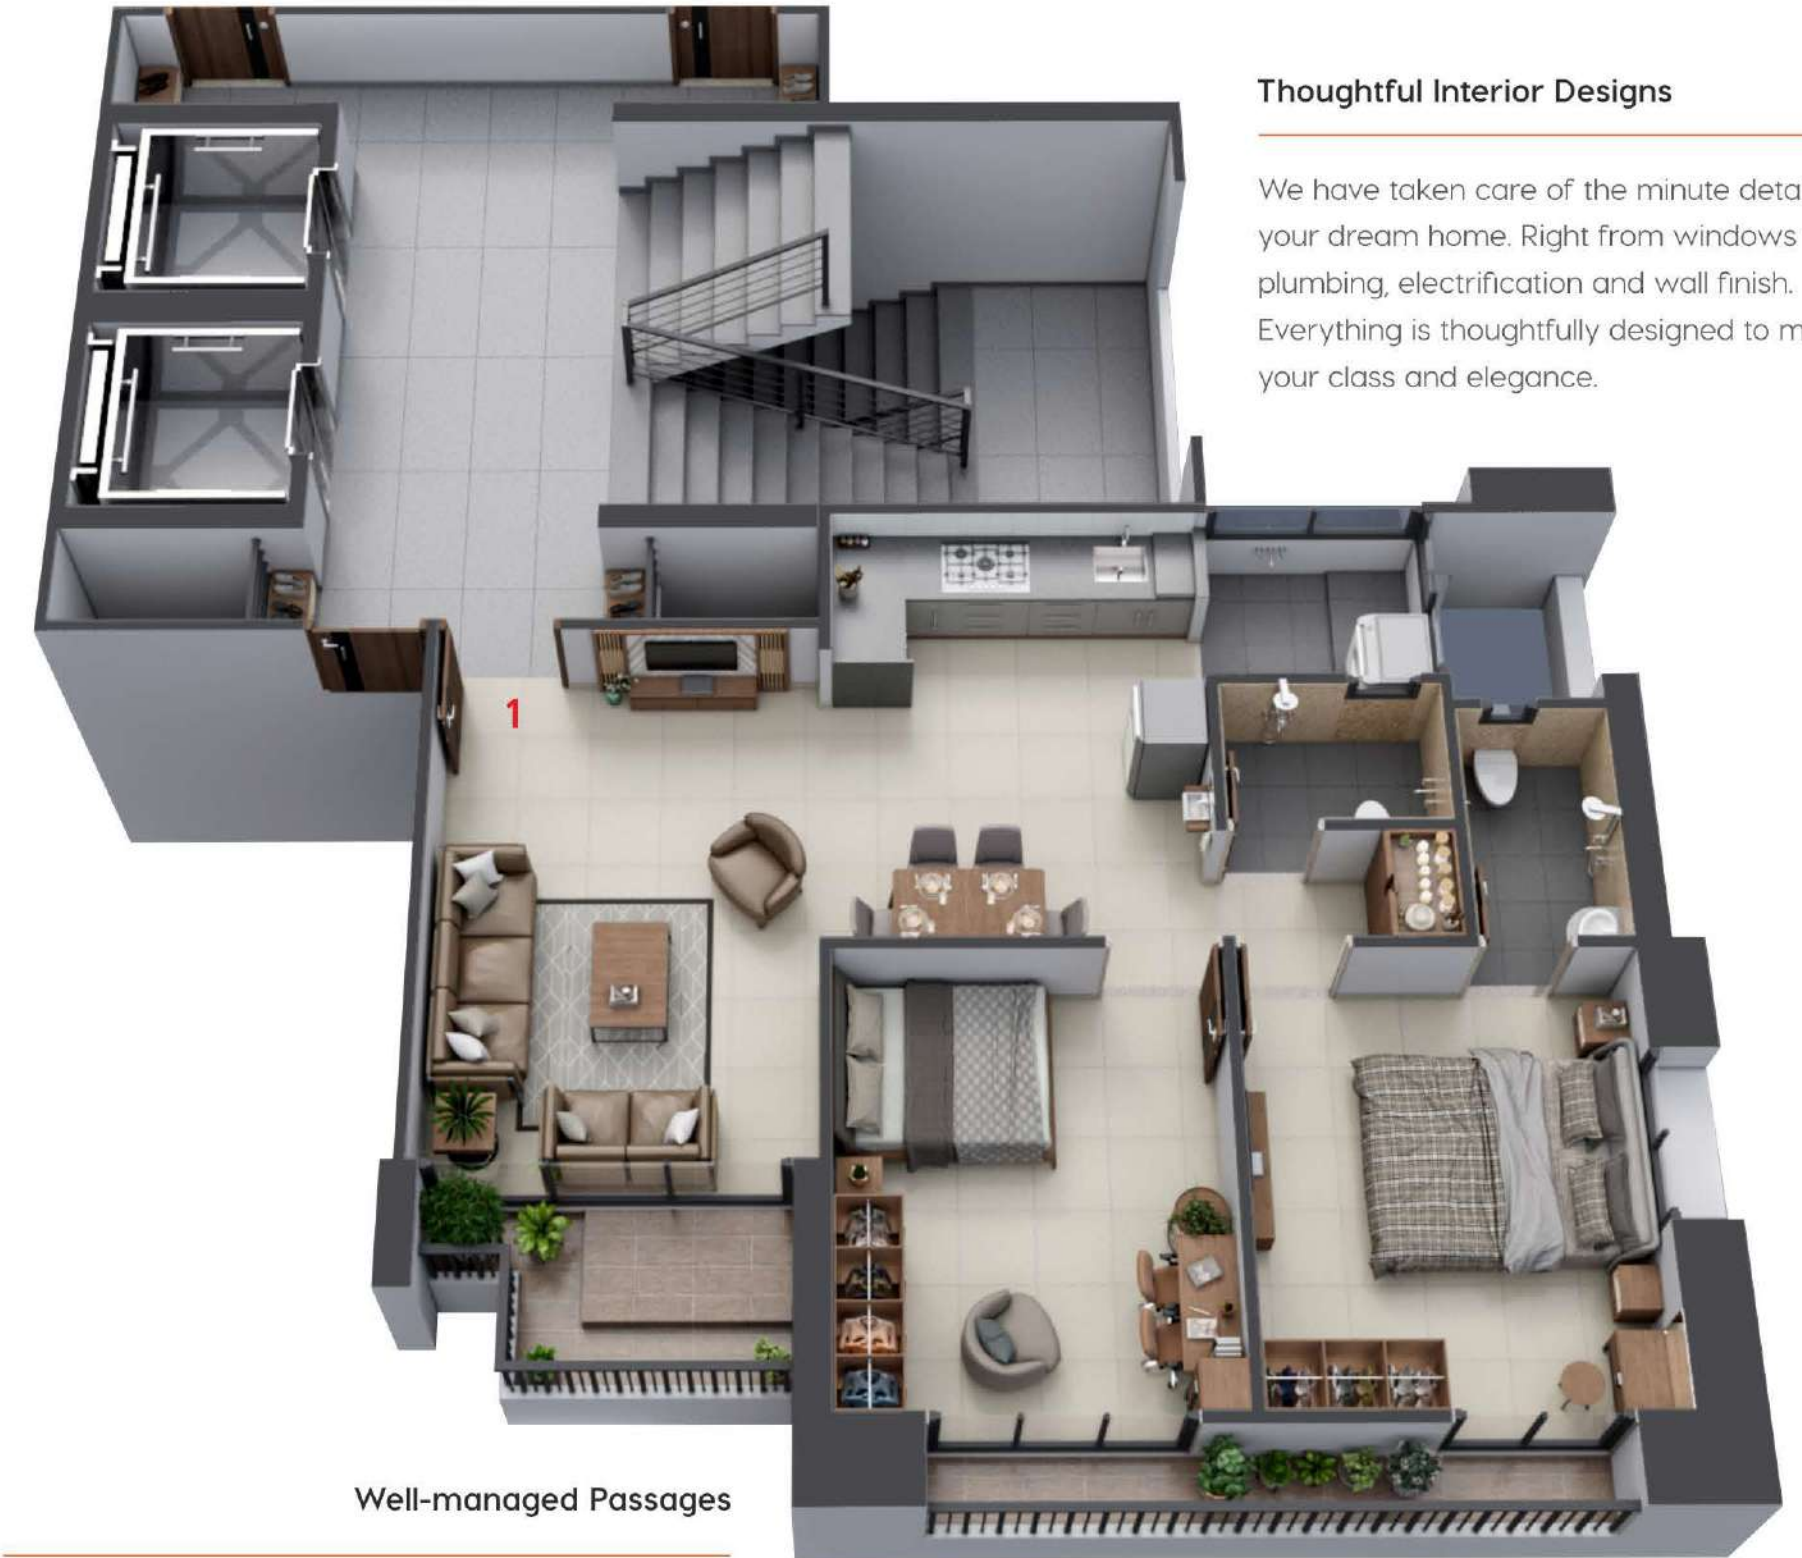 Thoughtful Interior Designs
We have taken care of the minute
your dream home. Right from windows
plumbing, electrification and wall finish.
Everything is thoughtfully designed to
your class and elegance.
1
Well-managed Passages